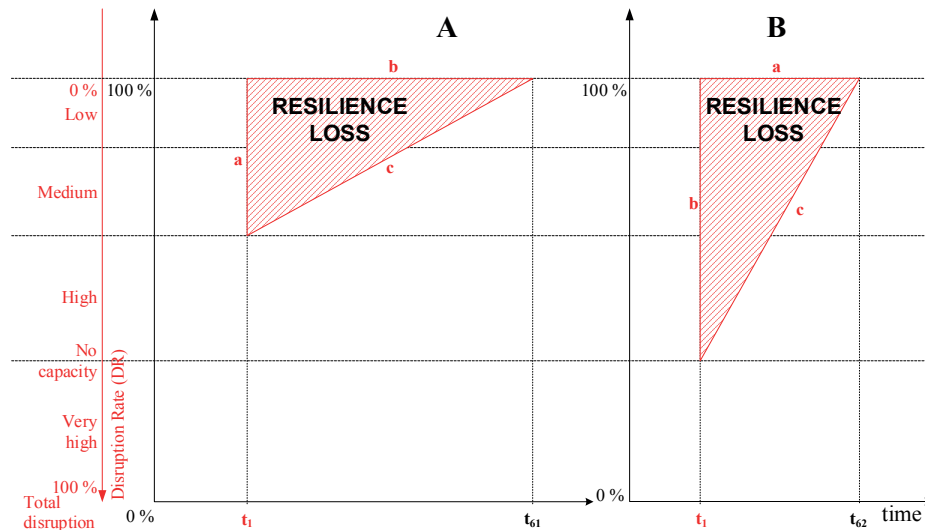 A
B
0 %
100 %
100 %
b
a
Low
RESILIENCE
LOSS
RESILIENCE
LOSS
a
c
Medium
b
c
High
No
capacity
Disruption Rate (DR)
Very
high
100 %
Total
disruption
0 %
0 %
t1
t61
t1
t62
time